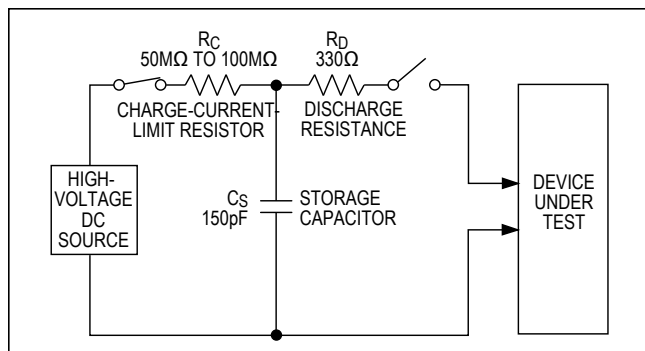 RC
50MΩ TO 100MΩ
CHARGE-CURRENT-
LIMIT RESISTOR
RD
330Ω
DISCHARGE
RESISTANCE
HIGH-
VOLTAGE
DC
SOURCE
CS
150pF
STORAGE
CAPACITOR
DEVICE
UNDER
TEST